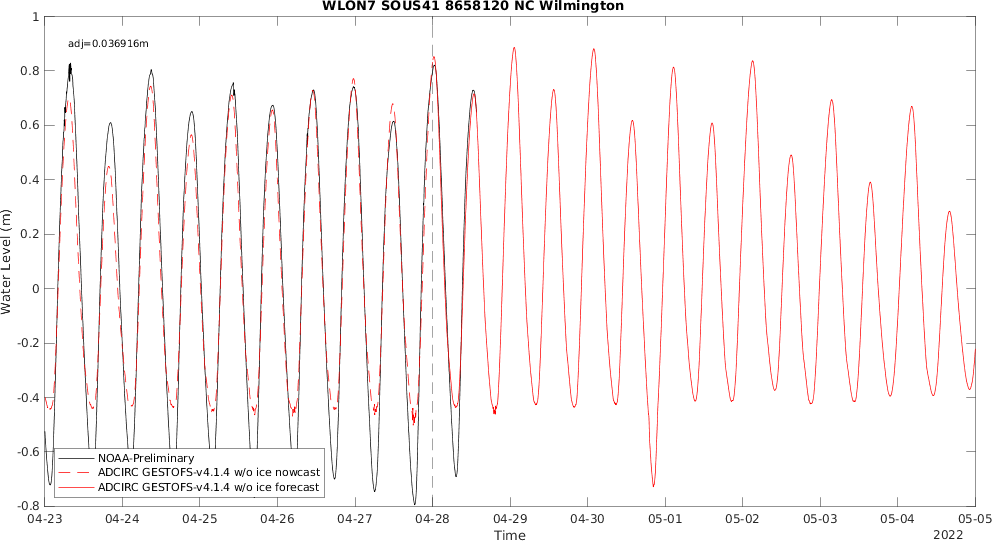 WLON7 SOUS41 8658120 NC Wilmington
adj=0.036916m
1
0.8
0.6
0.4
0.2
0
-0.2
-0.4
-0.6
-0.8
Water Level (m)
NOAA-Preliminary
ADCIRC GESTOFS-v4.1.4 w/o ice nowcast
ADCIRC GESTOFS-v4.1.4 w/o ice forecast
04-23 04-24 04-25 04-26 04-27 04-28 04-29 04-30 05-01 05-02 05-03 05-04 05-05
Time
2022